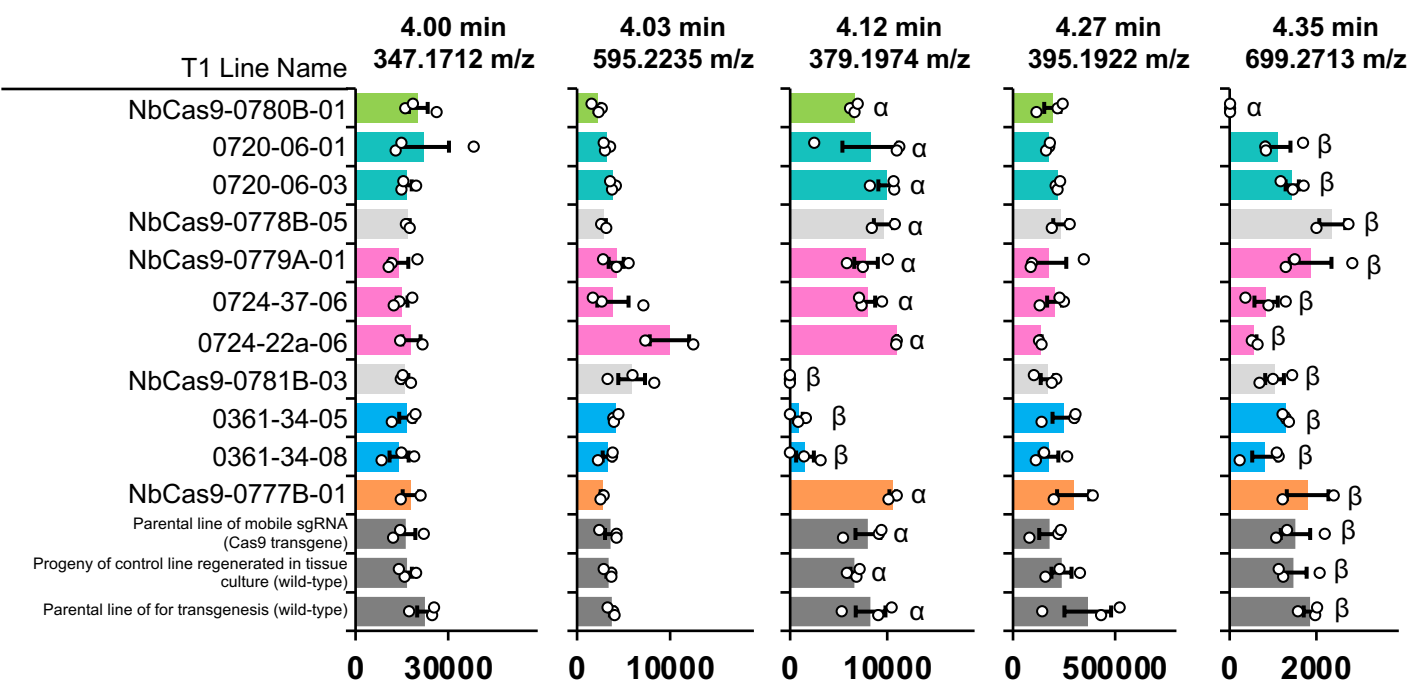 4.00 min 4.03 min 4.12 min 4.27 min 4.35 min
T1 Line Name 347.1712 m/z 595.2235 m/z 379.1974 m/z 395.1922 m/z 699.2713 m/z
NbCas9-0780B-01 α α
0720-06-01 α β
0720-06-03 α β
NbCas9-0778B-05 α β
NbCas9-0779A-01 α β
0724-37-06 α β
0724-22a-06 α β
NbCas9-0781B-03 β β
0361-34-05 β β
0361-34-08 β β
NbCas9-0777B-01 α β
Parental line of mobile sgRNA
(Cas9 transgene) α β
Progeny of control line regenerated in tissue
culture (wild-type) α β
Parental line of for transgenesis (wild-type) α β
0 30000 0 10000 0 10000 0 500000 0 2000